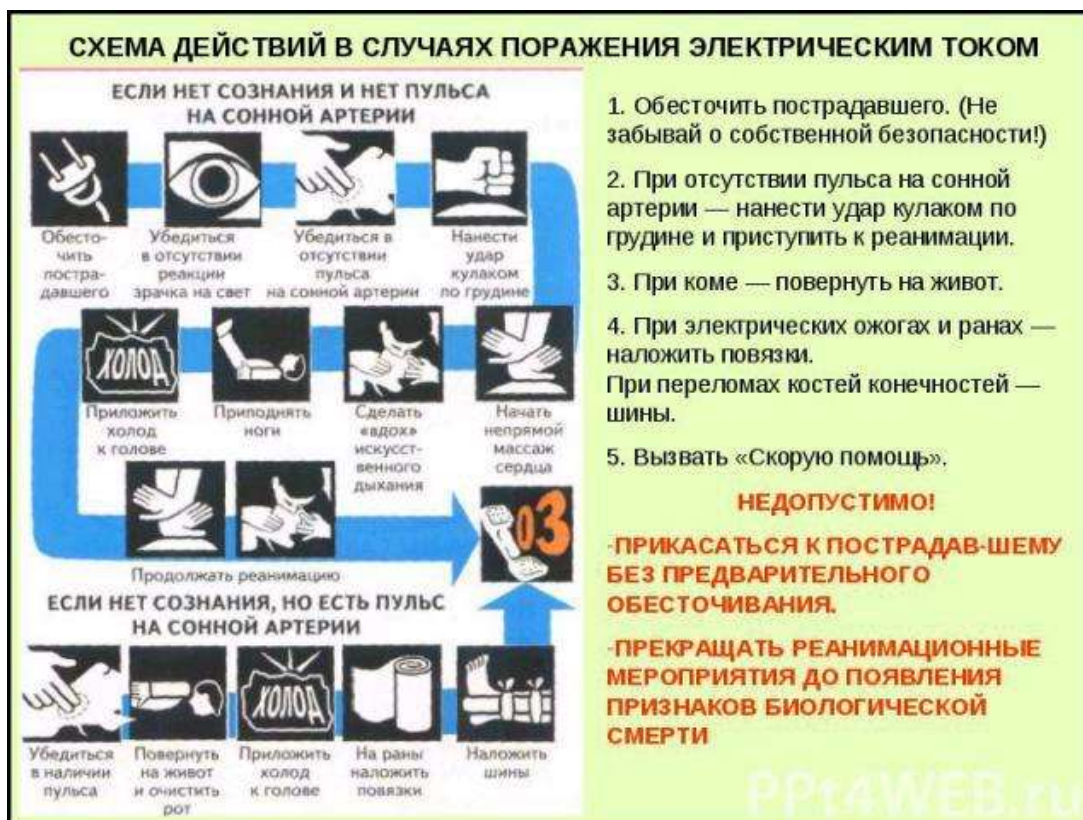 СХЕМА ДЕЙСТВИЙ В СЛУЧАЯХ ПОРАЖЕНИЯ ЭЛЕКТРИЧЕСКИМ ТОКОМ
ЕСЛИ НЕТ СОЗНАНИЯ И НЕТ ПУЛЬСА
НА СОННОЙ АРТЕРИИ
Обесто-
чить
постра-
давшего
Убедиться
в отсутствии
реакции
зрачка на свет
Убедиться в
отсутствии
пульса
на сонной артерии
Нанести
удар
кулаком
по грудине
ХОЛОД
Приложить
холод
к голове
Приподнять
ноги
Сделать
«вдох»
искусст-
венного
дыхания
Начать
непрямой
массаж
сердца
03
Продолжать реанимацию
ЕСЛИ НЕТ СОЗНАНИЯ, НО ЕСТЬ ПУЛЬС
НА СОННОЙ АРТЕРИИ
ХОЛОД
Убедиться
в наличии
пульса
Повернуть
на живот
и очистить
рот
Приложить
холод
к голове
На раны
наложить
повязки
Наложить
шины
1. Обесточить пострадавшего. (Не
забывай о собственной безопасности!)
2. При отсутствии пульса на сонной
артерии — нанести удар кулаком по
грудине и приступить к реанимации.
3. При коме — повернуть на живот.
4. При электрических ожогах и ранах —
наложить повязки.
При переломах костей конечностей —
шины.
5. Вызвать «Скорую помощь».
НЕДОПУСТИМО!
-ПРИКАСАТЬСЯ К ПОСТРАДАВ-ШЕМУ
БЕЗ ПРЕДВАРИТЕЛЬНОГО
ОБЕСТОЧИВАНИЯ.
-ПРЕКРАЩАТЬ РЕАНИМАЦИОННЫЕ
МЕРОПРИЯТИЯ ДО ПОЯВЛЕНИЯ
ПРИЗНАКОВ БИОЛОГИЧЕСКОЙ
СМЕРТИ
PPt4WEB.ru